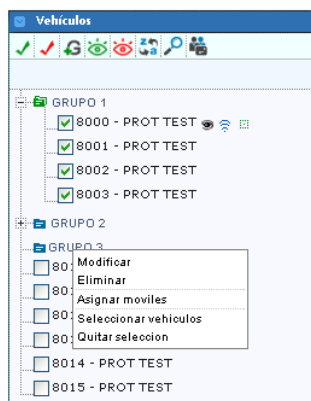 Vehículos
GRUPO 1
8000 - PROT TEST
8001 - PROT TEST
8002 - PROT TEST
8003 - PROT TEST
GRUPO 2
GRUPO 3
Modificar
Eliminar
Asignar moviles
Seleccionar vehiculos
Quitar seleccion
8014 - PROT TEST
8015 - PROT TEST